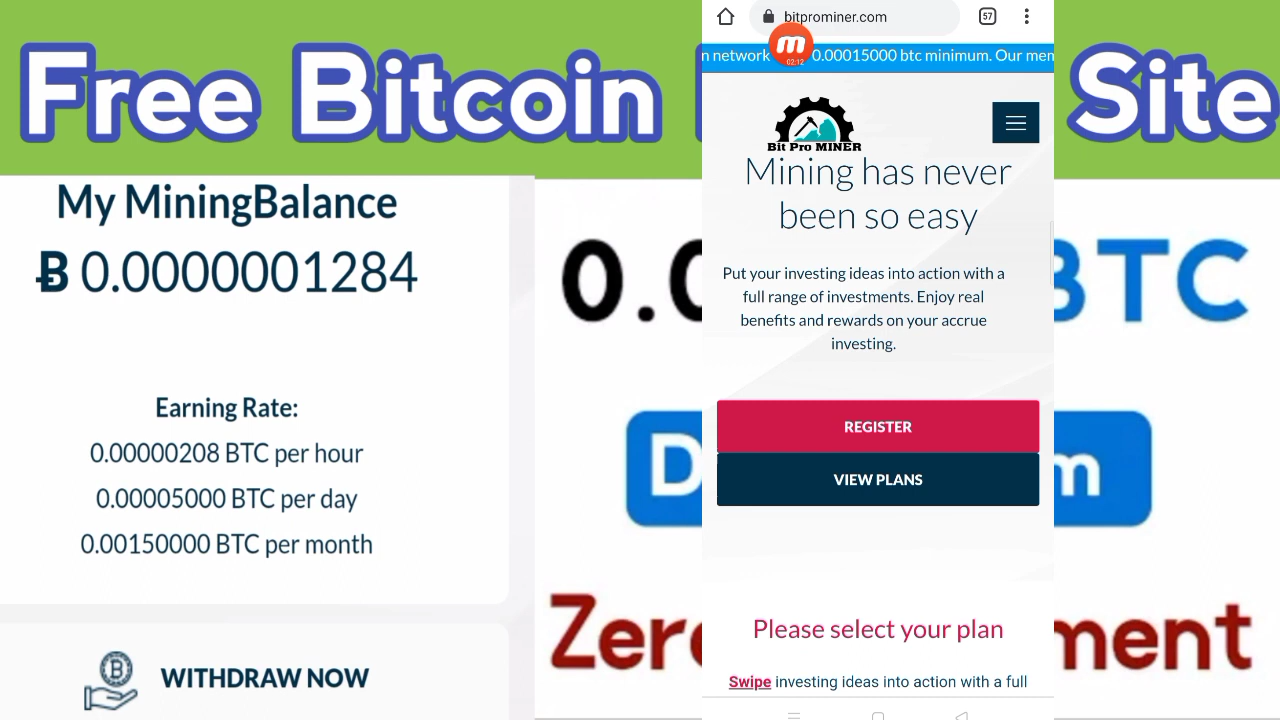 Free Bitcoin
Site
My MiningBalance
Ƀ 0.0000001284
Earning Rate:
0.00000208 BTC per hour
0.00005000 BTC per day
0.00150000 BTC per month
WITHDRAW NOW
BTC
bitprominer.com
57
n network
02:12
0.00015000 btc minimum. Our mem
Bit Pro MINER
Mining has never
been so easy
Put your investing ideas into action with a
full range of investments. Enjoy real
benefits and rewards on your accrue
investing.
REGISTER
VIEW PLANS
Please select your plan
Swipe investing ideas into action with a full